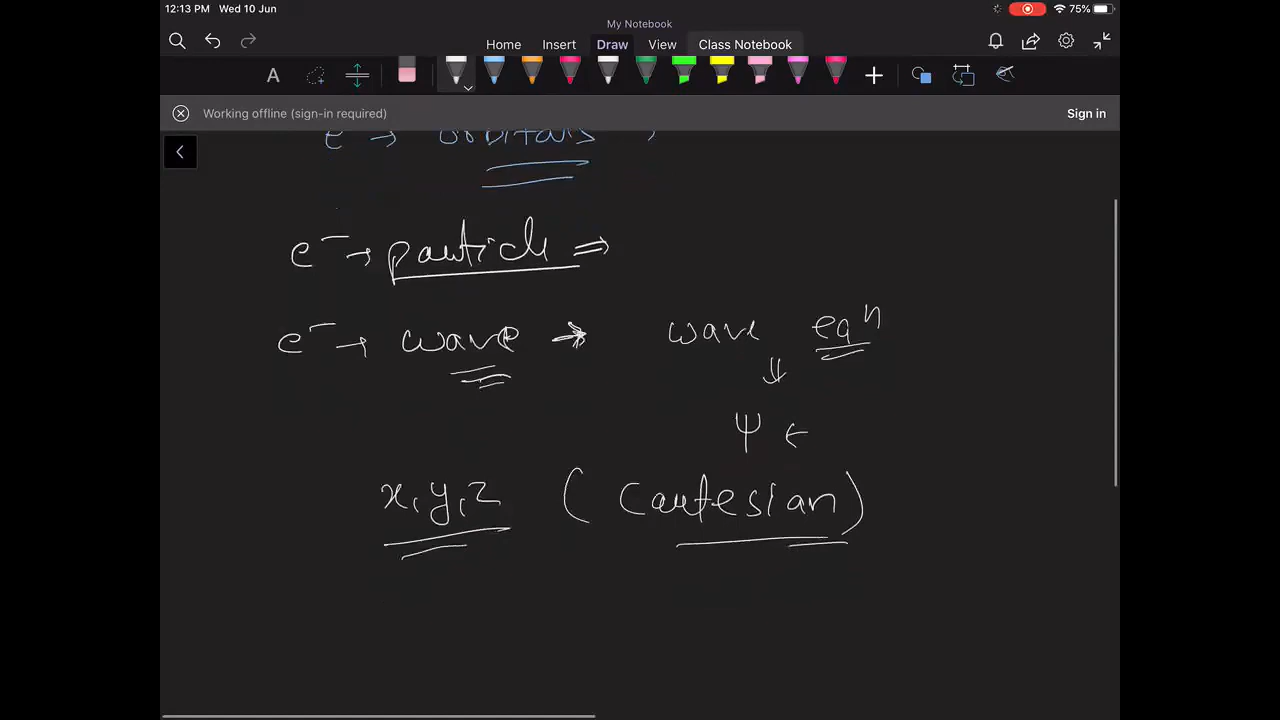 12:13 PM Wed 10 Jun
75%
My Notebook
Home Insert Draw View Class Notebook
A
Working offline (sign-in required) Sign in
e → orbitals
e⁻ → particle ⇒
e⁻ → wave → wave eqⁿ
⇓
Ψ ←
x, y, z (Cartesian)